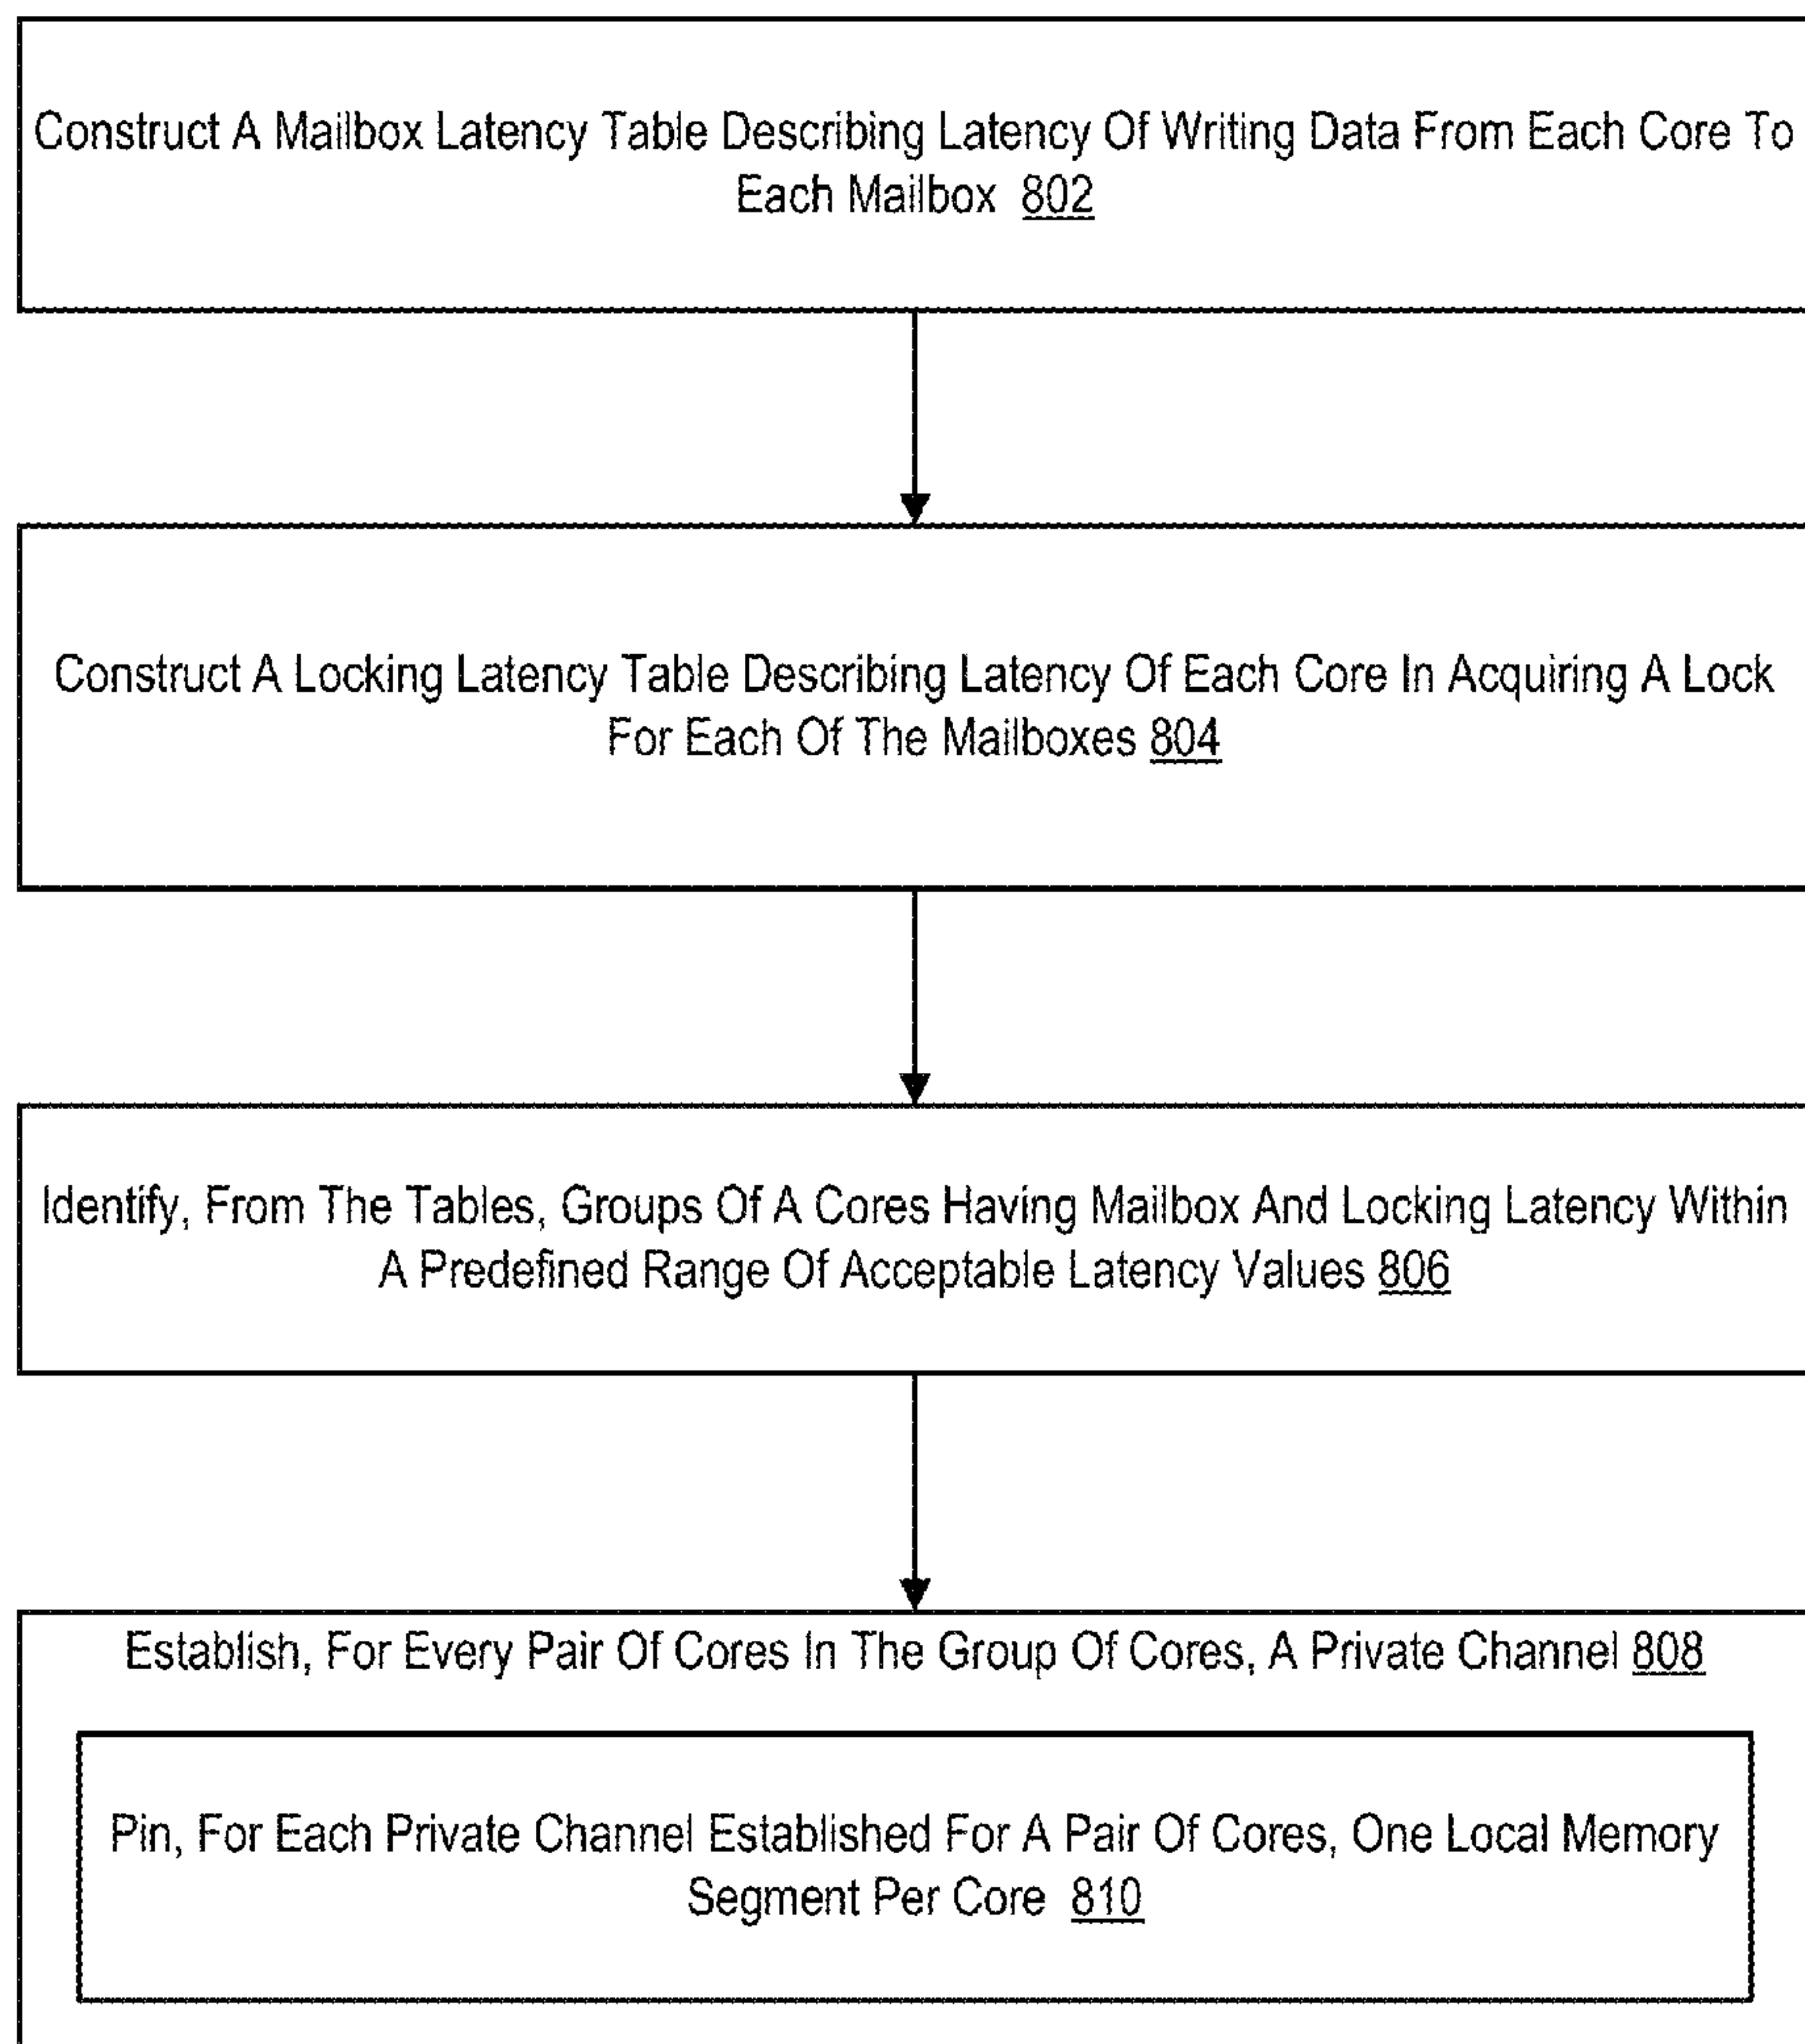 Construct A Mailbox Latency Table Describing Latency Of Writing Data From Each Core To
Each Mailbox 802
Construct A Locking Latency Table Describing Latency Of Each Core In Acquiring A Lock
For Each Of The Mailboxes 804
Identify, From The Tables, Groups Of A Cores Having Mailbox And Locking Latency Within
A Predefined Range Of Acceptable Latency Values 806
Establish, For Every Pair Of Cores In The Group Of Cores, A Private Channel 808
Pin, For Each Private Channel Established For A Pair Of Cores, One Local Memory
Segment Per Core 810